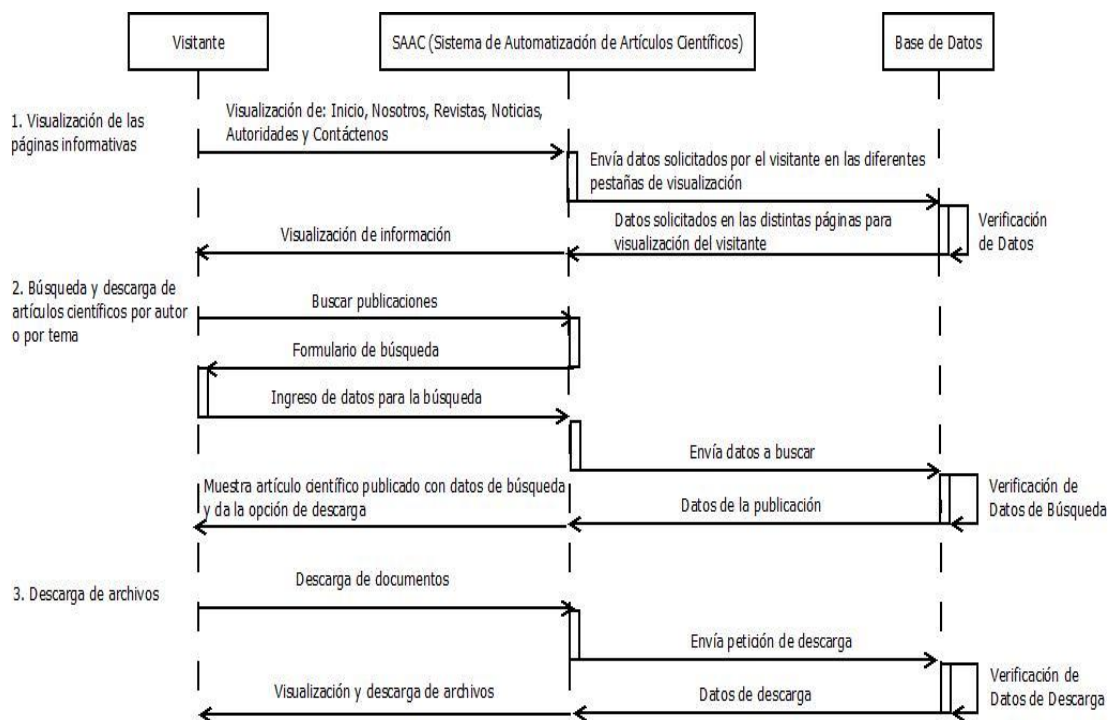 Visitante
SAAC (Sistema de Automatización de Artículos Científicos)
Base de Datos
1. Visualización de las
páginas informativas
Visualización de: Inicio, Nosotros, Revistas, Noticias,
Autoridades y Contáctenos
Envía datos solicitados por el visitante en las diferentes
pestañas de visualización
Verificación
de Datos
Datos solicitados en las distintas páginas para
visualización del visitante
Visualización de información
2. Búsqueda y descarga de
artículos científicos por autor
o por tema
Buscar publicaciones
Formulario de búsqueda
Ingreso de datos para la búsqueda
Envía datos a buscar
Verificación de
Datos de Búsqueda
Datos de la publicación
Muestra artículo científico publicado con datos de búsqueda
y da la opción de descarga
3. Descarga de archivos
Descarga de documentos
Envía petición de descarga
Verificación de
Datos de Descarga
Datos de descarga
Visualización y descarga de archivos